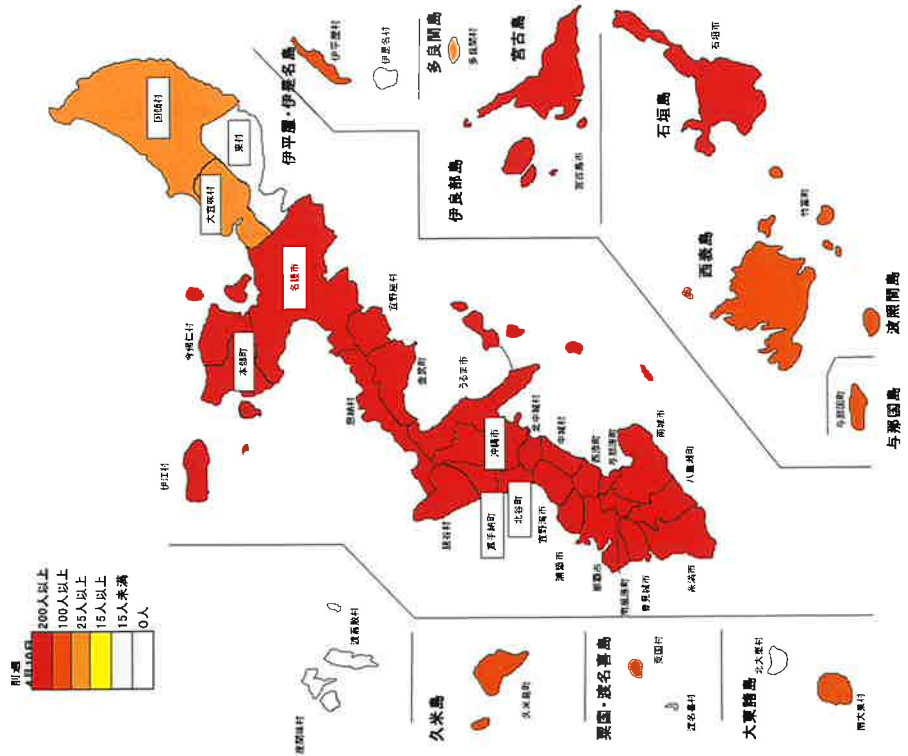 前週
4月10日
200人以上
100人以上
25人以上
15人以上
15人未満
0人
国頭村
東村
大宜味村
名護市
今帰仁村
本部町
伊江村
宜野座村
金武町
恩納村
うるま市
沖縄市
読谷村
嘉手納町
北谷町
北中城村
中城村
宜野湾市
西原町
浦添市
那覇市
与那原町
南風原町
南城市
八重瀬町
豊見城市
糸満市
伊平屋・伊是名島
伊平屋村
伊是名村
多良間島
多良間村
宮古島
伊良部島
宮古島市
石垣島
石垣市
西表島
竹富町
波照間島
与那国島
与那国町
座間味村
渡嘉敷村
久米島
久米島町
粟国・渡名喜島
粟国村
渡名喜村
大東諸島
北大東村
南大東村